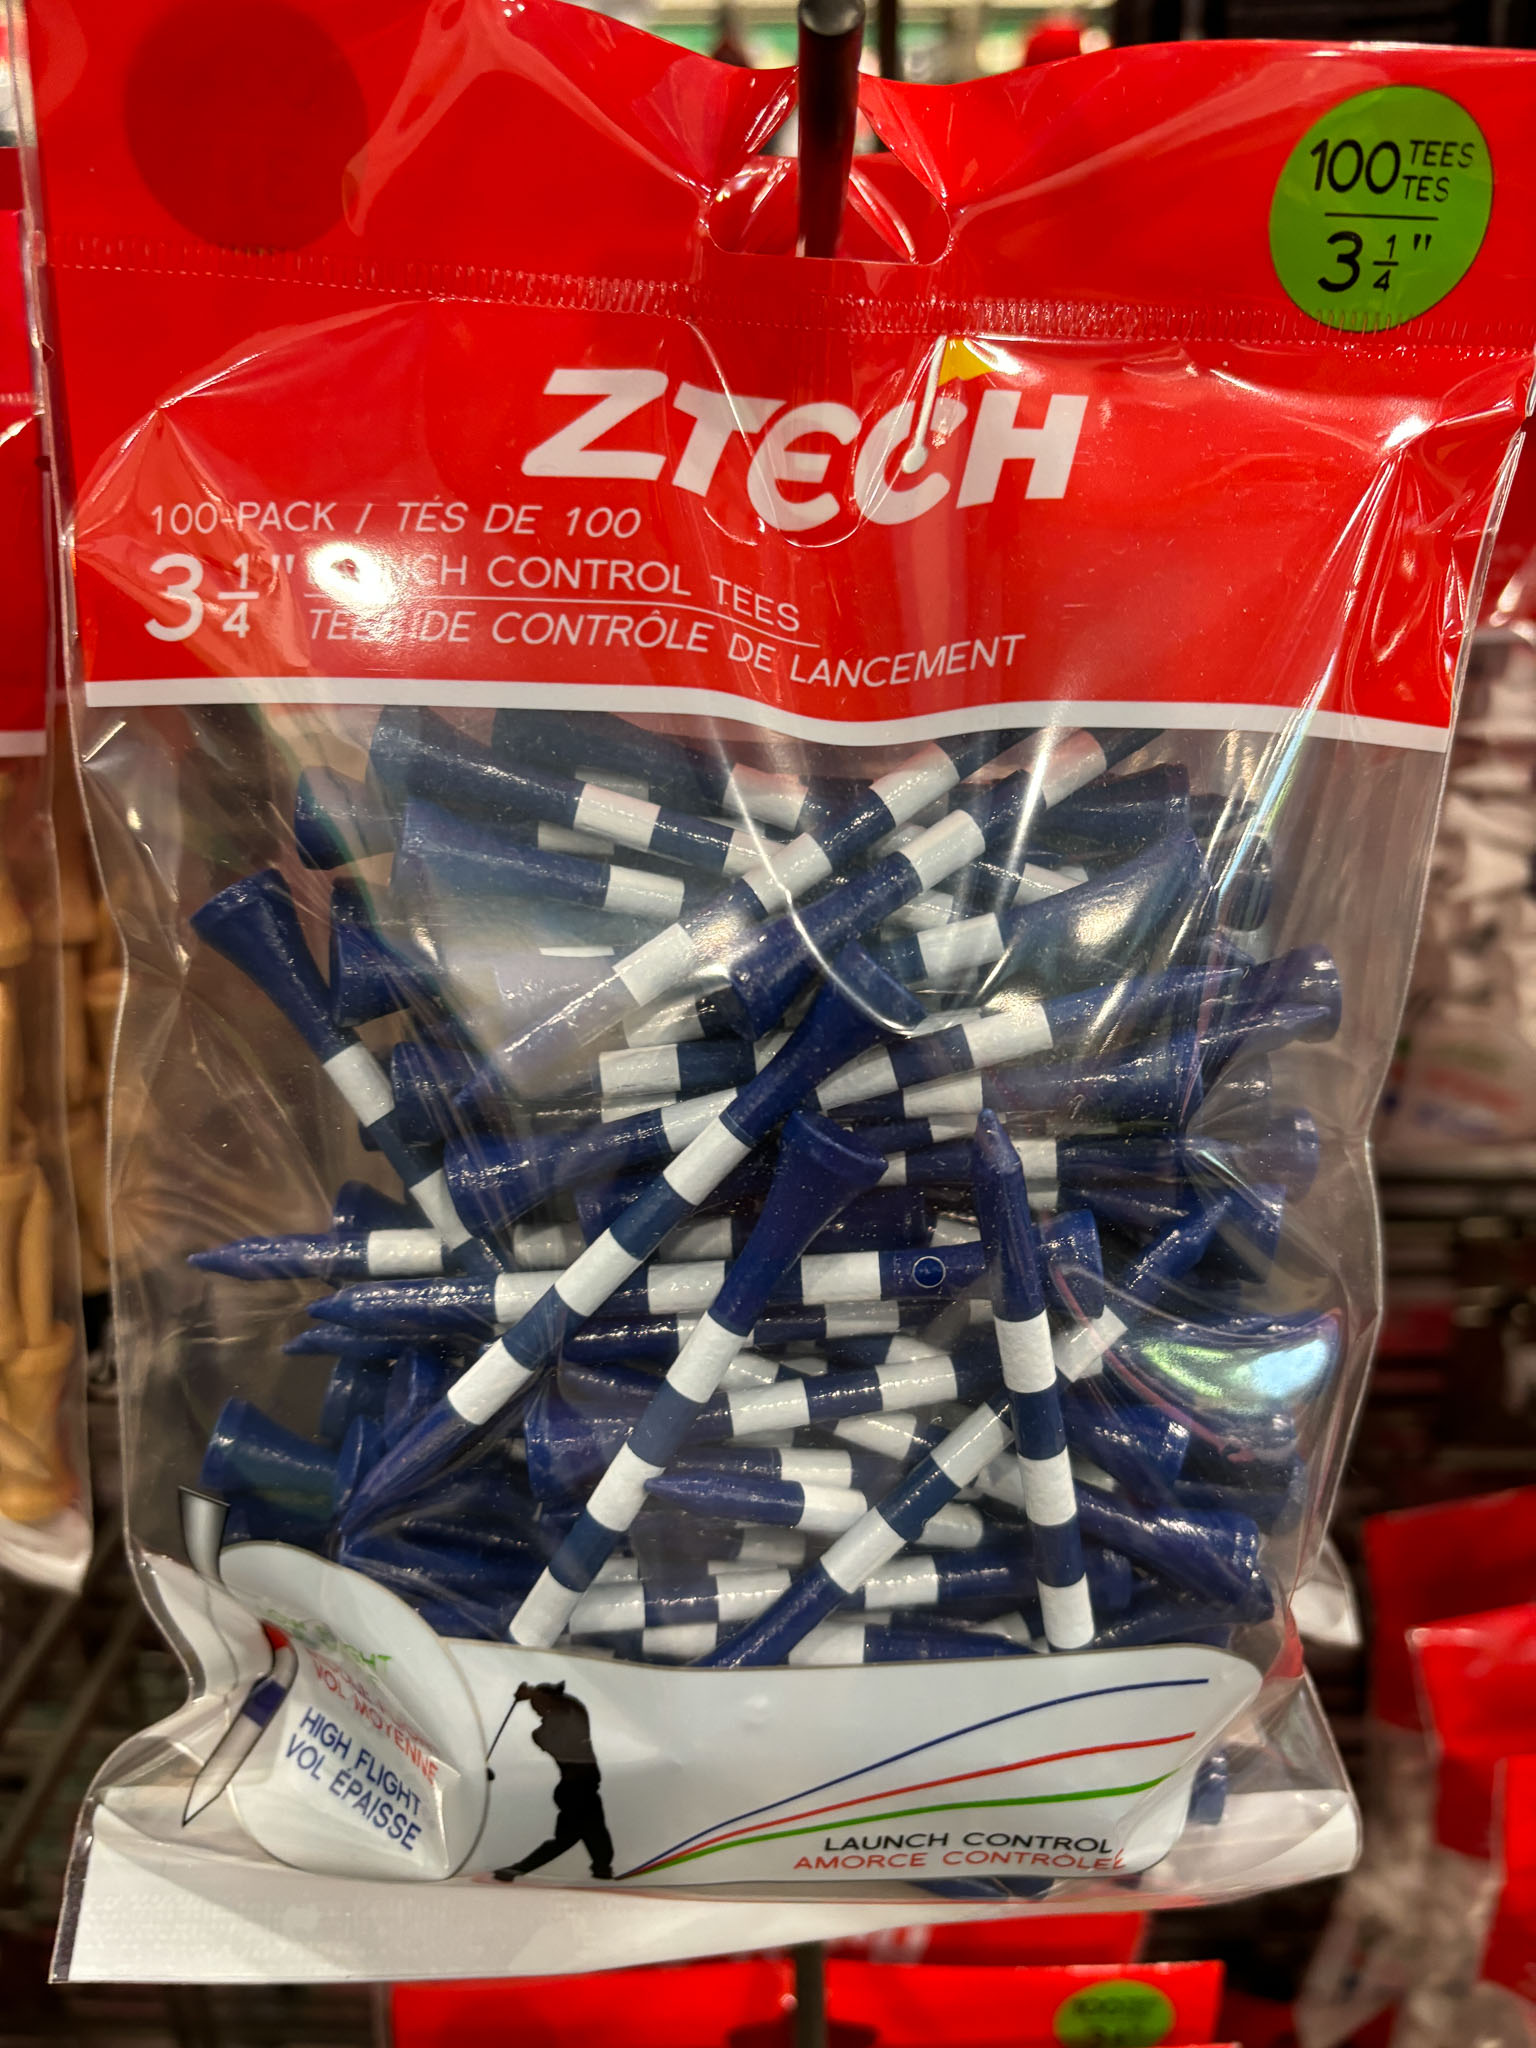 100 TEES
TES
3 1/4"
ZTECH
100-PACK / TÉS DE 100
3 1/4" CONTROL TEES
DE CONTRÔLE DE LANCEMENT
VOL MOYENNE
HIGH FLIGHT
VOL ÉPAISSE
LAUNCH CONTROL
AMORCE CONTRÔLÉE